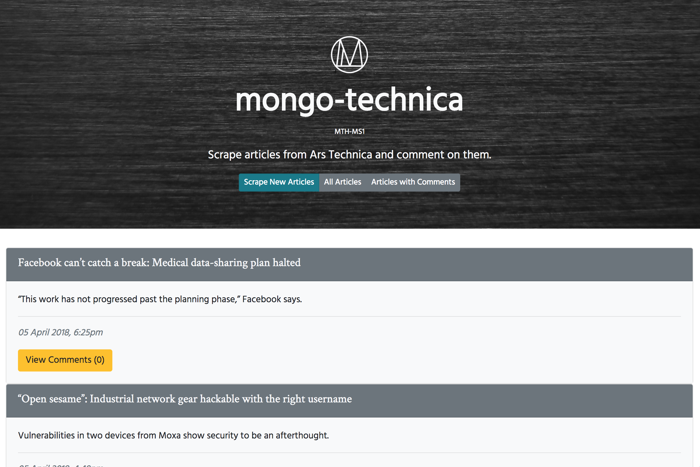 M
mongo-technica
MTH-MS1
Scrape articles from Ars Technica and comment on them.
Scrape New Articles All Articles Articles with Comments
Facebook can't catch a break: Medical data-sharing plan halted
“This work has not progressed past the planning phase,” Facebook says.
05 April 2018, 6:25pm
View Comments (0)
“Open sesame”: Industrial network gear hackable with the right username
Vulnerabilities in two devices from Moxa show security to be an afterthought.